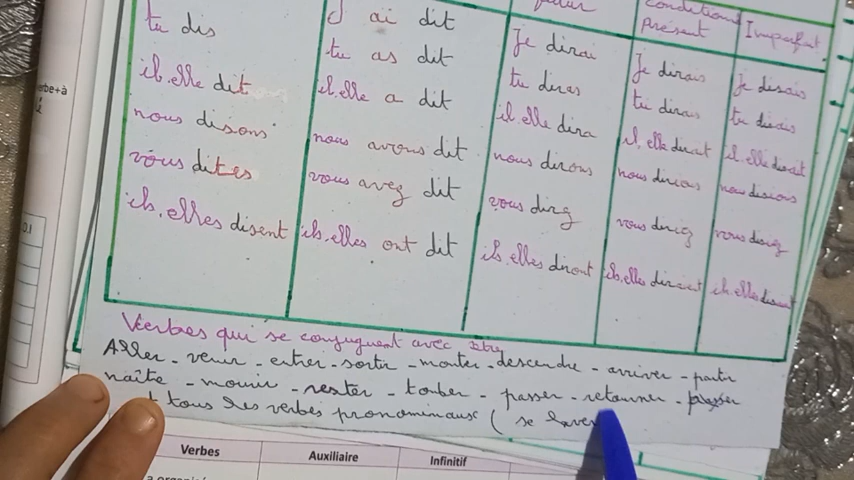 futur
conditionnel
Présent
Imparfait
tu dis
il, elle dit
nous disons
vous dites
ils, elles disent
J'ai dit
tu as dit
il, elle a dit
nous avons dit
vous avez dit
ils, elles ont dit
Je dirai
tu diras
il, elle dira
nous dirons
vous direz
ils, elles diront
Je dirais
tu dirais
il, elle dirait
nous dirions
vous diriez
ils, elles diraient
Je disais
tu disais
il, elle disait
nous disions
vous disiez
ils, elles disaient
Verbes qui se conjuguent avec être
Aller - venir - entrer - sortir - monter - descendre - arriver - partir
naître - mourir - rester - tomber - passer - retourner -
t tous les verbes pronominaux ( se laver
Verbes
Auxiliaire
Infinitif
verbe+à